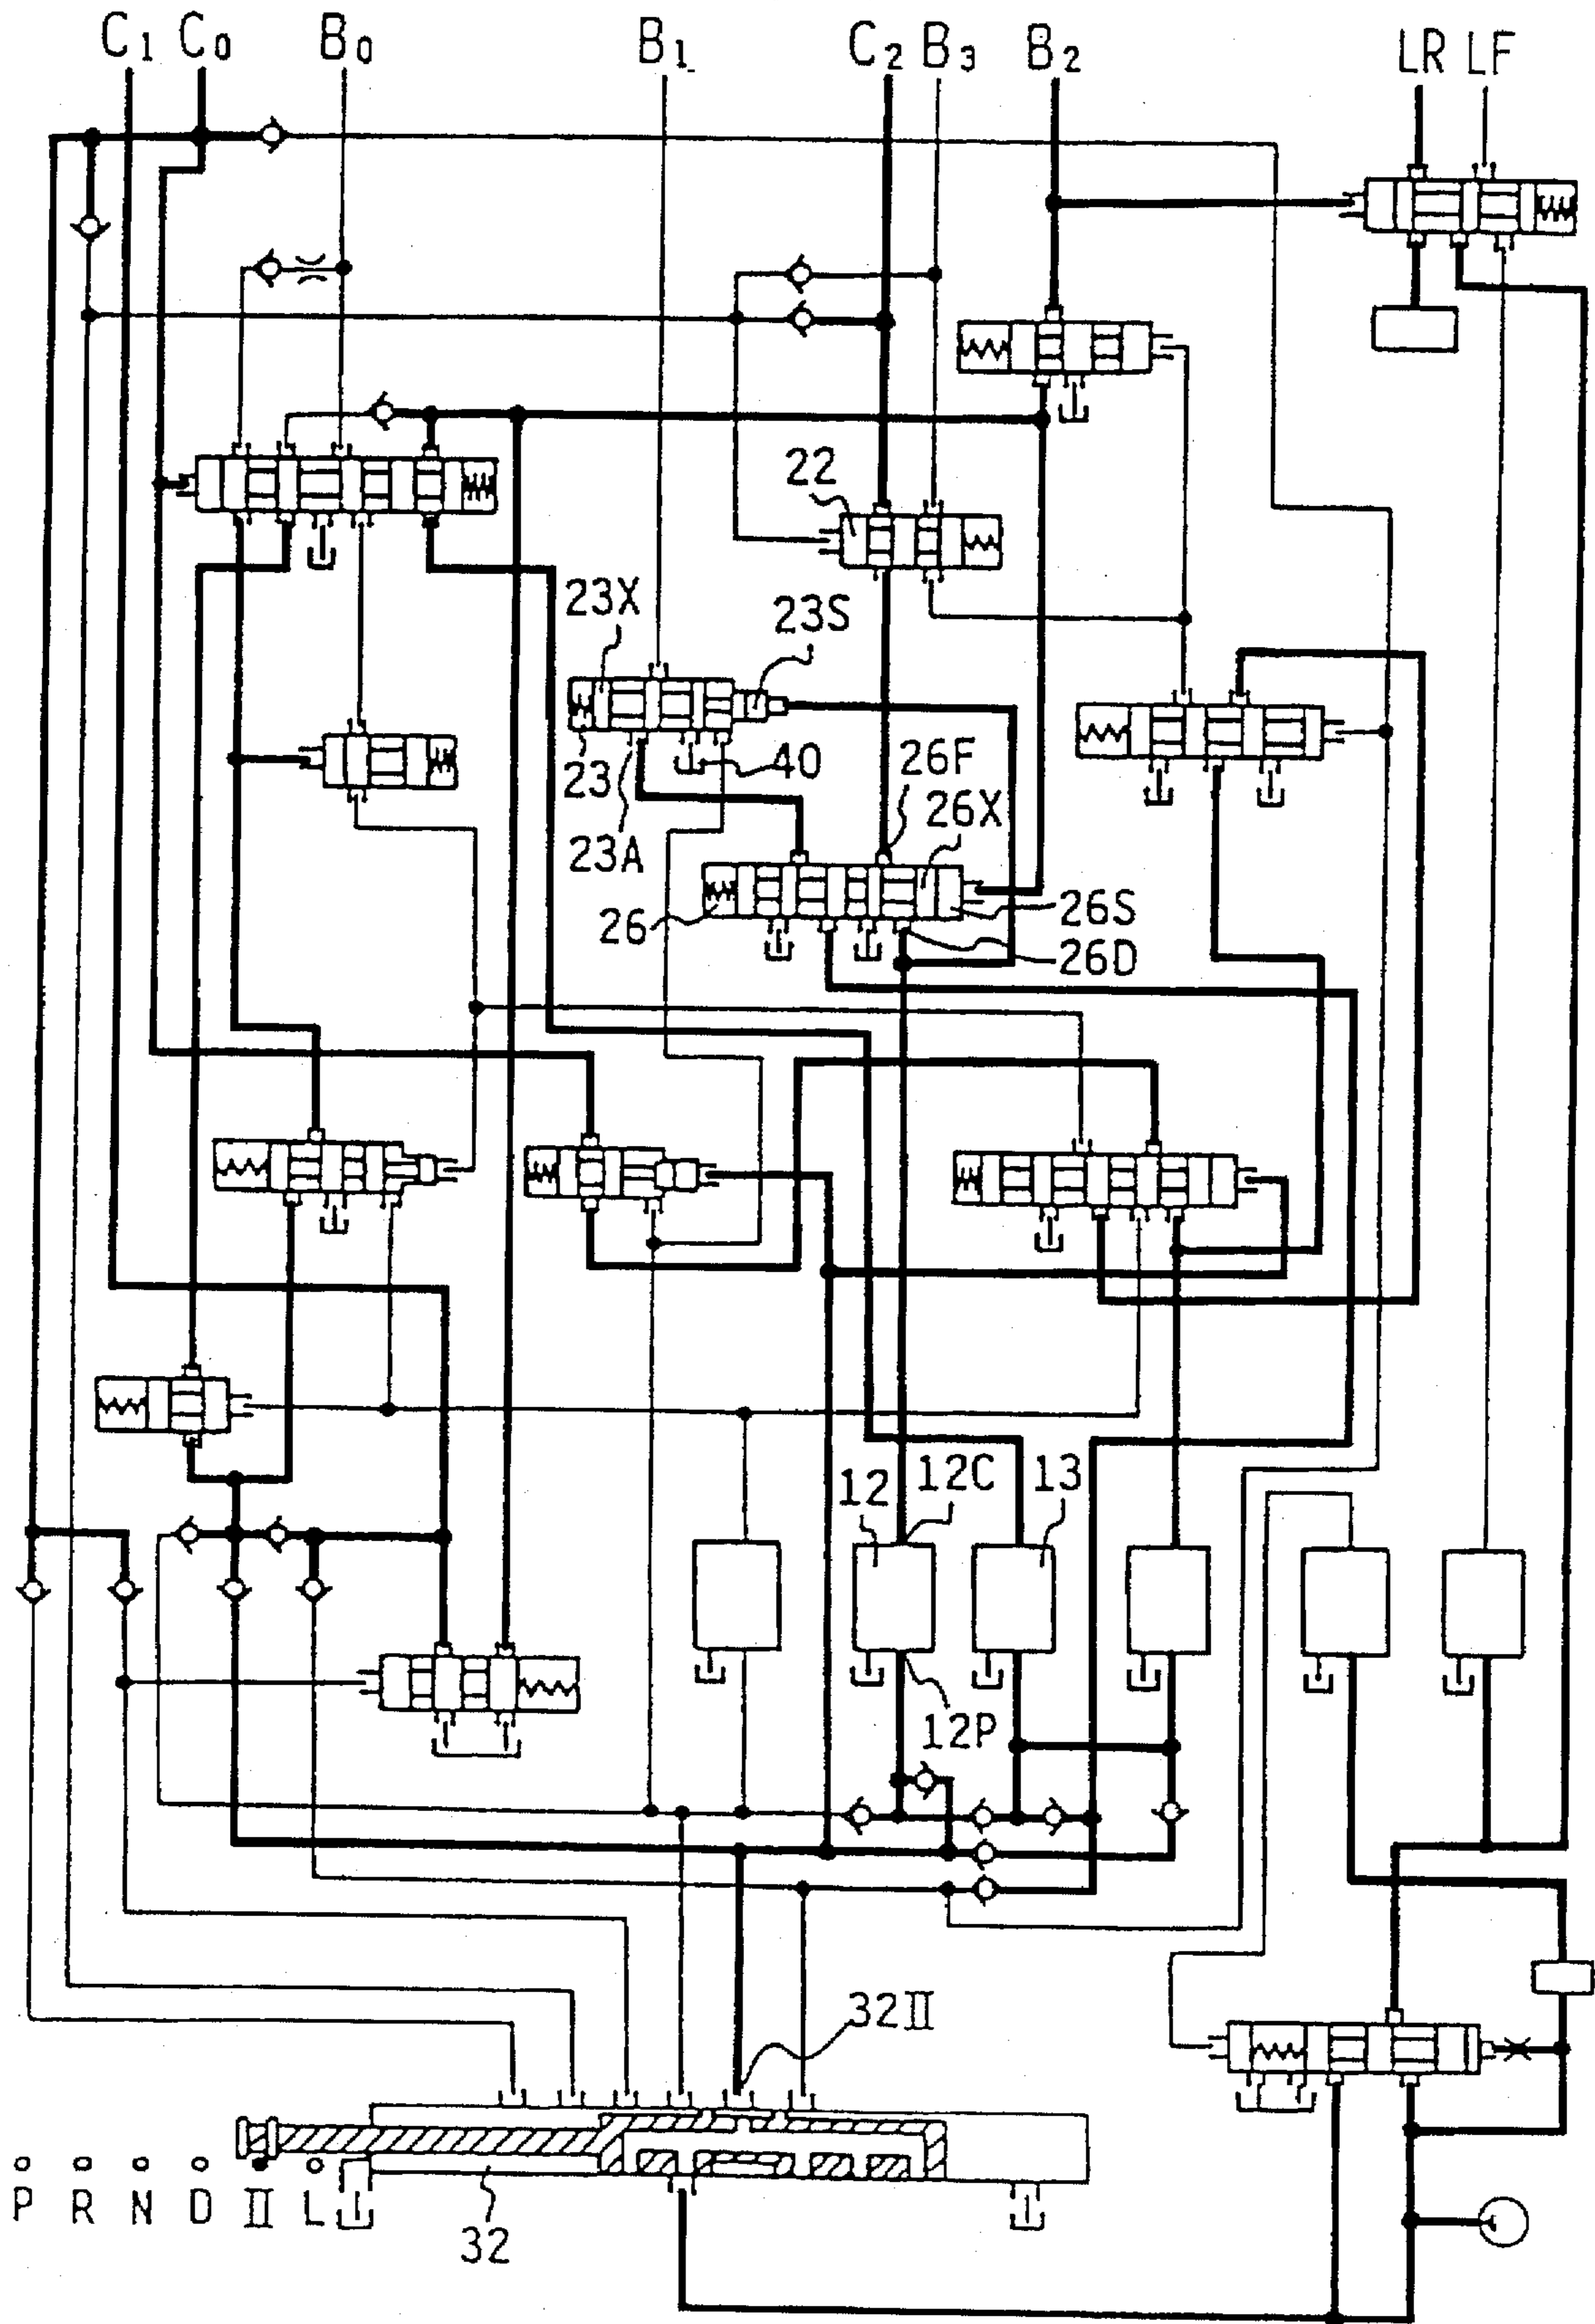 C₁ C₀ B₀ B₁ C₂ B₃ B₂ LR LF
22
23X
23S
23
40
23A
26F
26X
26
26S
26D
12
12C
13
12P
32Ⅱ
P R N D Ⅱ L
32